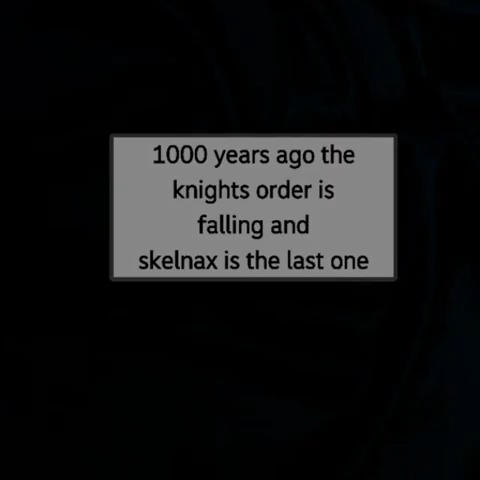 1000 years ago the
knights order is
falling and
skelnax is the last one